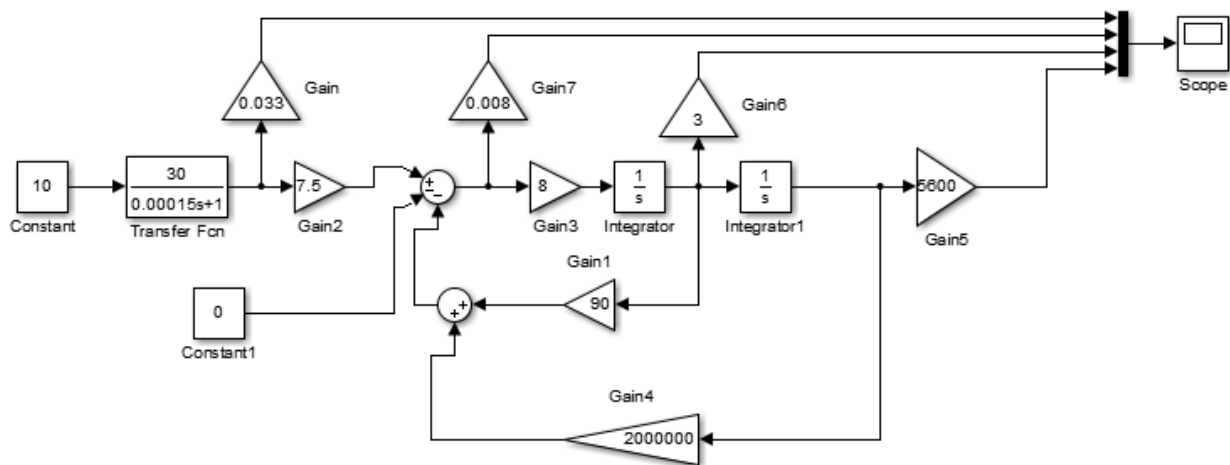 Gain
0.033
Gain7
0.008
Gain6
3
Scope
10
Constant
30
0.00015s+1
Transfer Fcn
7.5
Gain2
8
Gain3
1
s
Integrator
1
s
Integrator1
5600
Gain5
Gain1
90
0
Constant1
Gain4
2000000